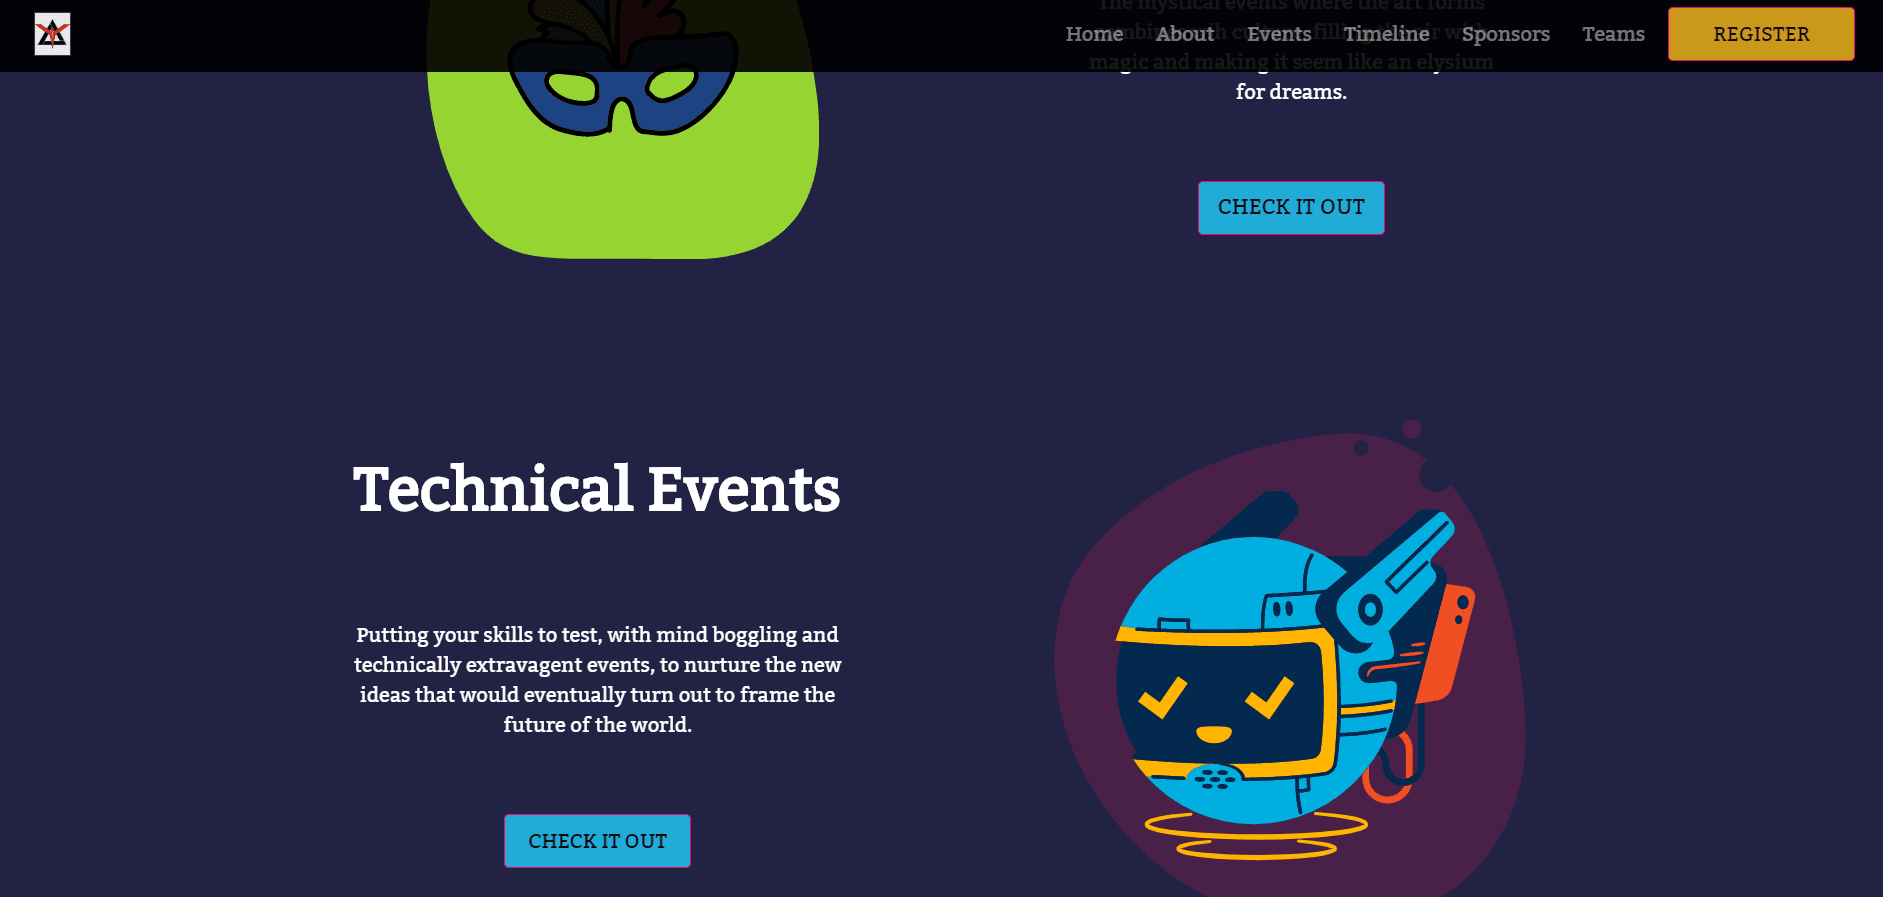 The mystical events where the art forms
Home About Events Timeline Sponsors Teams REGISTER
magic and making it seem like an elysium
for dreams.
CHECK IT OUT
Technical Events
Putting your skills to test, with mind boggling and
technically extravagent events, to nurture the new
ideas that would eventually turn out to frame the
future of the world.
CHECK IT OUT